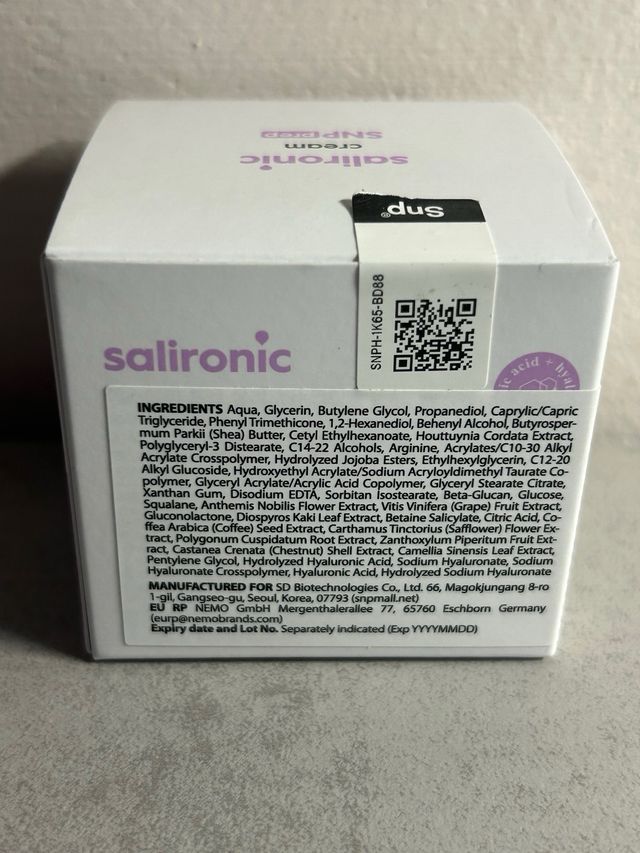 SNP prep
cream
salironic
Snp®
SNPH-1K65-BD88
salironic
ic acid + hyal
INGREDIENTS Aqua, Glycerin, Butylene Glycol, Propanediol, Caprylic/Capric
Triglyceride, Phenyl Trimethicone, 1,2-Hexanediol, Behenyl Alcohol, Butyrosper-
mum Parkii (Shea) Butter, Cetyl Ethylhexanoate, Houttuynia Cordata Extract,
Polyglyceryl-3 Distearate, C14-22 Alcohols, Arginine, Acrylates/C10-30 Alkyl
Acrylate Crosspolymer, Hydrolyzed Jojoba Esters, Ethylhexylglycerin, C12-20
Alkyl Glucoside, Hydroxyethyl Acrylate/Sodium Acryloyldimethyl Taurate Co-
polymer, Glyceryl Acrylate/Acrylic Acid Copolymer, Glyceryl Stearate Citrate,
Xanthan Gum, Disodium EDTA, Sorbitan Isostearate, Beta-Glucan, Glucose,
Squalane, Anthemis Nobilis Flower Extract, Vitis Vinifera (Grape) Fruit Extract,
Gluconolactone, Diospyros Kaki Leaf Extract, Betaine Salicylate, Citric Acid, Co-
ffea Arabica (Coffee) Seed Extract, Carthamus Tinctorius (Safflower) Flower Ex-
tract, Polygonum Cuspidatum Root Extract, Zanthoxylum Piperitum Fruit Ext-
ract, Castanea Crenata (Chestnut) Shell Extract, Camellia Sinensis Leaf Extract,
Pentylene Glycol, Hydrolyzed Hyaluronic Acid, Sodium Hyaluronate, Sodium
Hyaluronate Crosspolymer, Hyaluronic Acid, Hydrolyzed Sodium Hyaluronate
MANUFACTURED FOR SD Biotechnologies Co., Ltd. 66, Magokjungang 8-ro
1-gil, Gangseo-gu, Seoul, Korea, 07793 (snpmall.net)
EU RP NEMO GmbH Mergenthalerallee 77, 65760 Eschborn Germany
(eurp@nemobrands.com)
Expiry date and Lot No. Separately indicated (Exp YYYYMMDD)